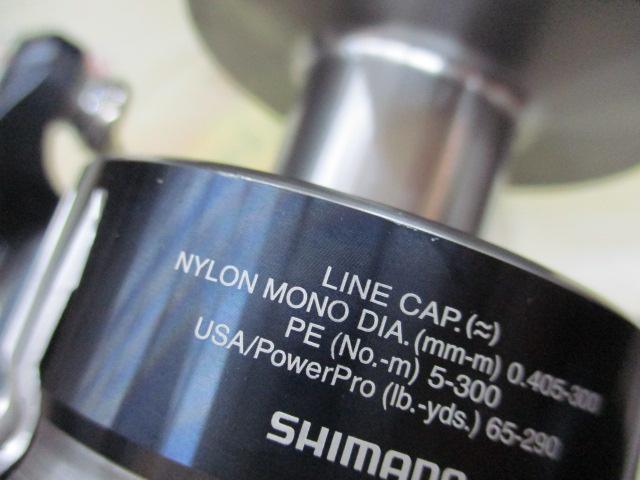 LINE CAP.(≈)
NYLON MONO DIA. (mm-m) 0.405-300
PE (No.-m) 5-300
USA/PowerPro (lb.-yds.) 65-290
SHIMANO